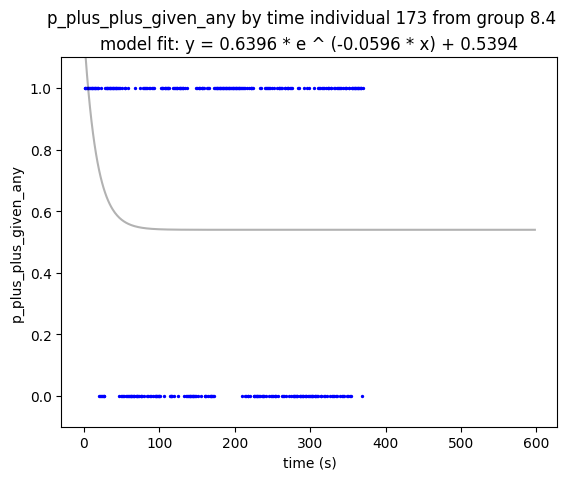 p_plus_plus_given_any by time individual 173 from group 8.4
model fit: y = 0.6396 * e ^ (-0.0596 * x) + 0.5394
1.0
0.8
0.6
0.4
0.2
0.0
p_plus_plus_given_any
0 100 200 300 400 500 600
time (s)